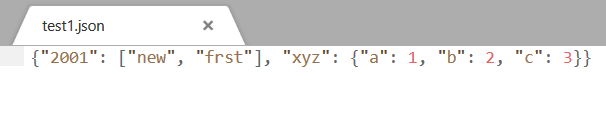 test1.json ×
{"2001": ["new", "frst"], "xyz": {"a": 1, "b": 2, "c": 3}}